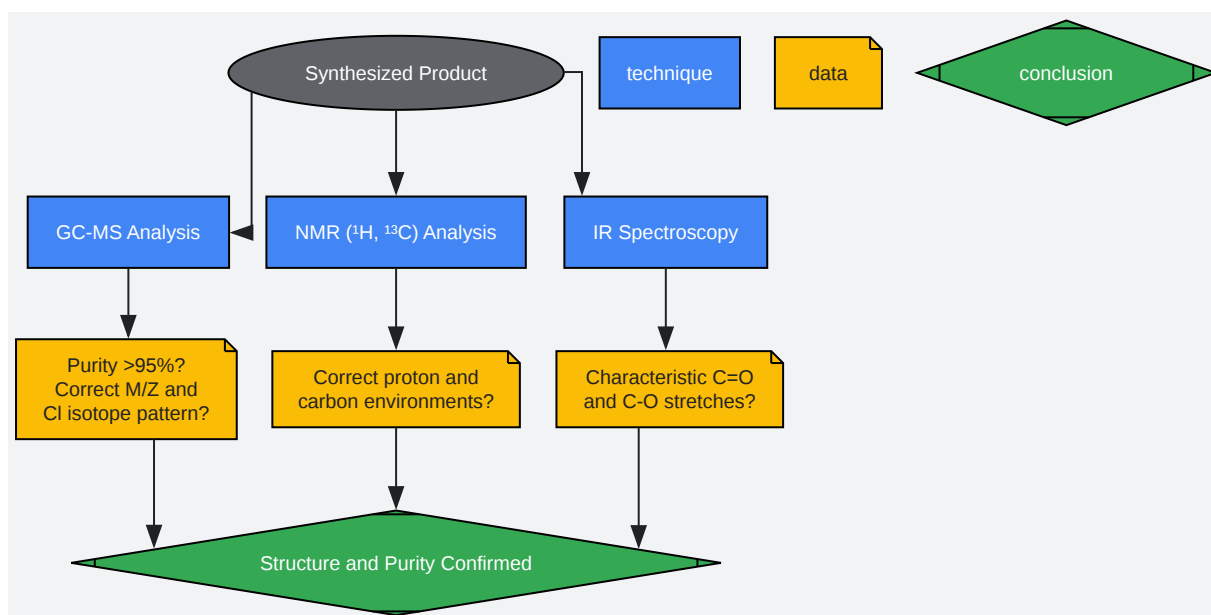 Synthesized Product
technique
data
conclusion
GC-MS Analysis
NMR (¹H, ¹³C) Analysis
IR Spectroscopy
Purity >95%?
Correct M/Z and
Cl isotope pattern?
Correct proton and
carbon environments?
Characteristic C=O
and C-O stretches?
Structure and Purity Confirmed